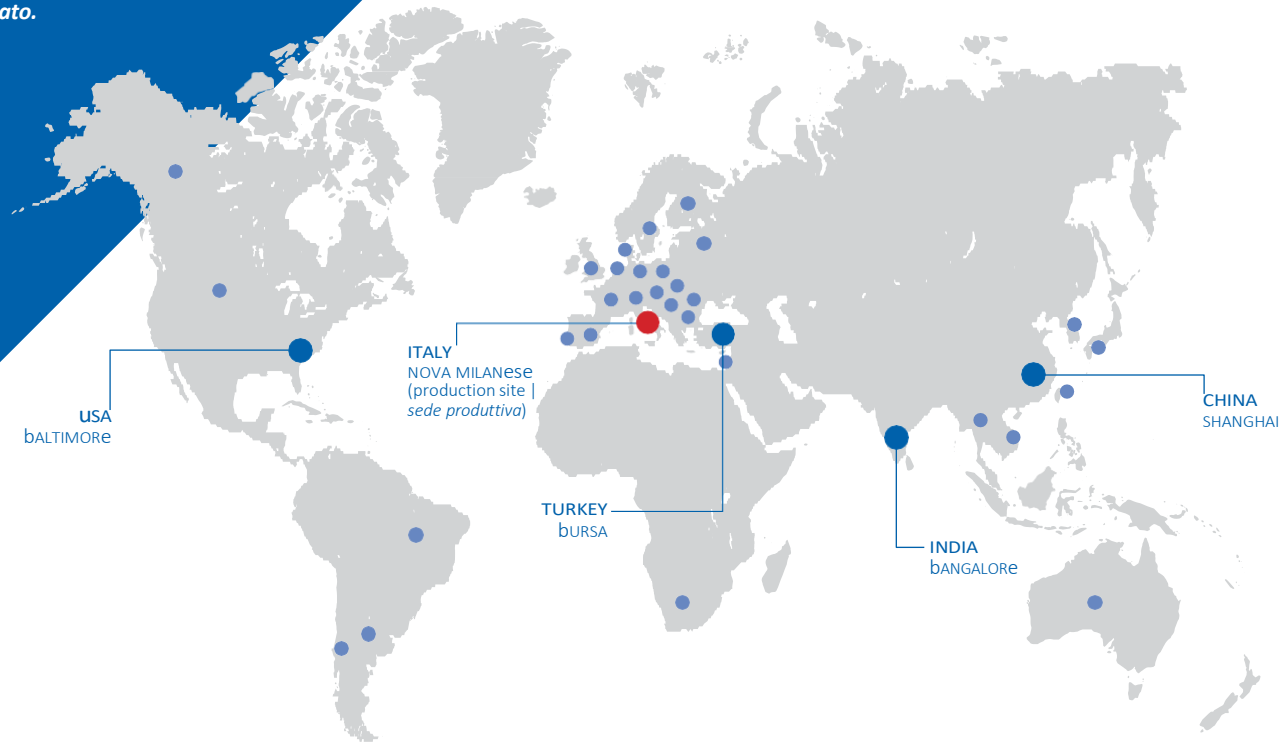 ato.
ITALY
NOVA MILANese
(production site |
sede produttiva)
uSA
bALTIMORe
CHINA
SHANGHAI
TURKEY
bURSA
INDIA
bANGALORe